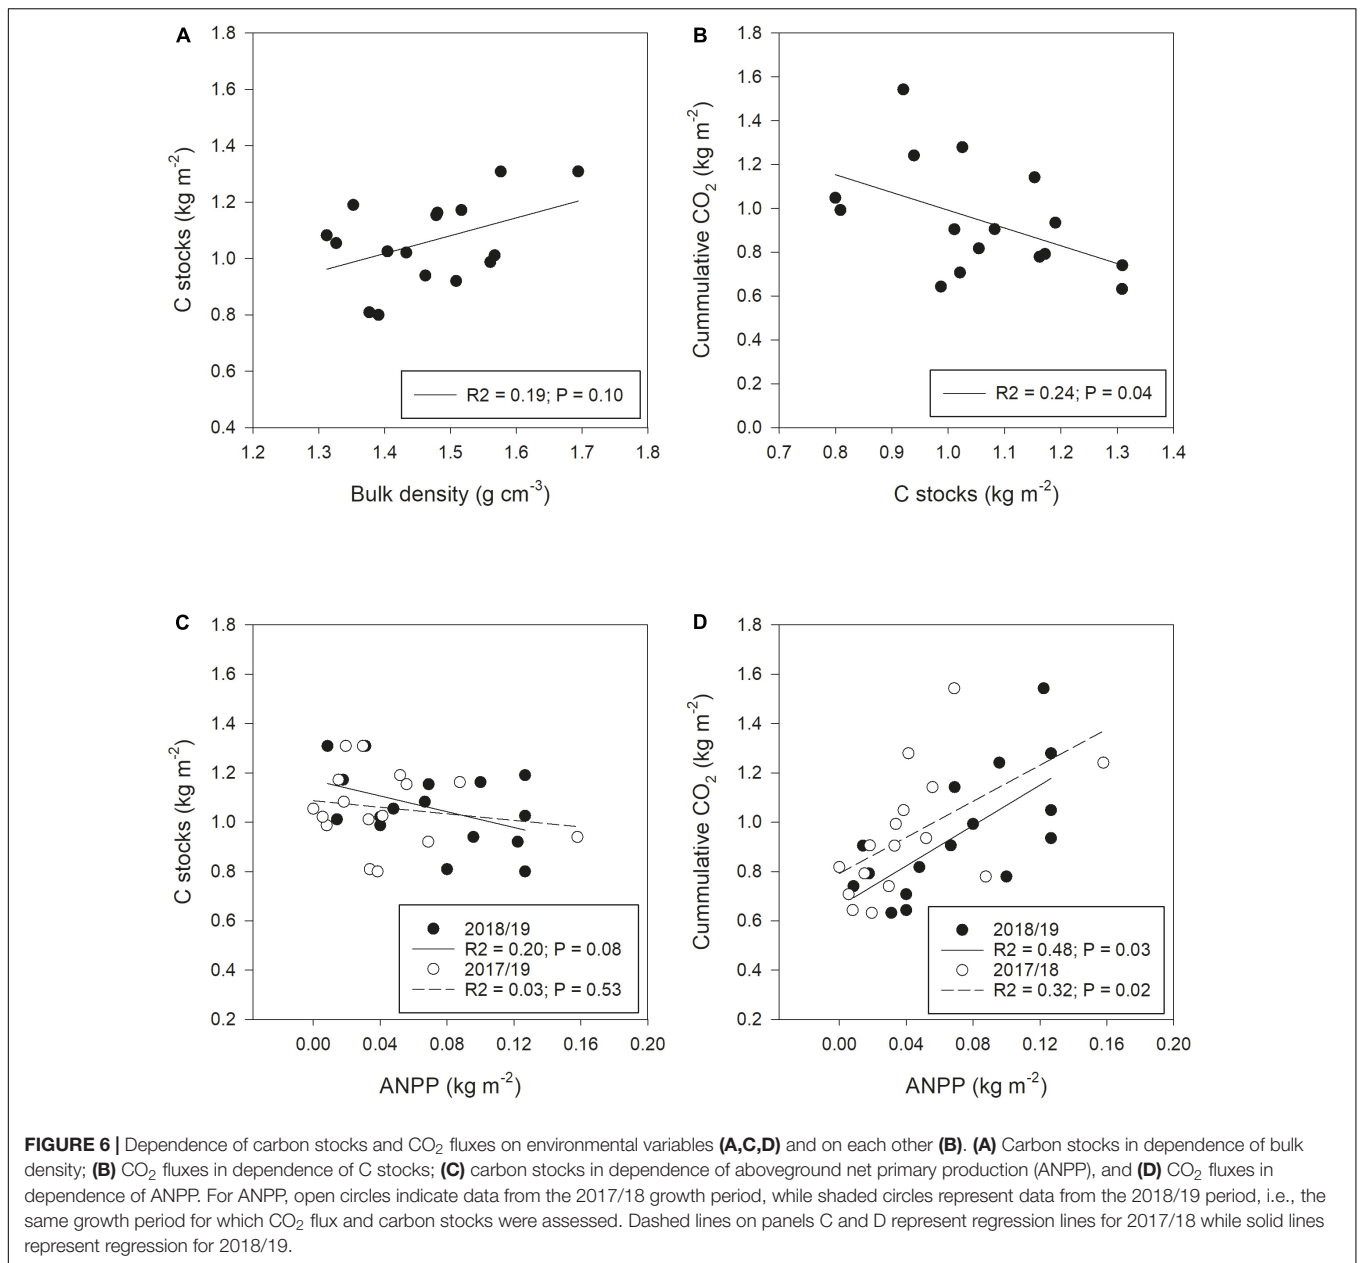 A
1.8
1.6
1.4
1.2
1.0
0.8
0.6
0.4
C stocks (kg m-2)
R2 = 0.19; P = 0.10
1.2 1.3 1.4 1.5 1.6 1.7 1.8
Bulk density (g cm-3)
B
1.8
1.6
1.4
1.2
1.0
0.8
0.6
0.4
0.2
0.0
Cummulative CO2 (kg m-2)
R2 = 0.24; P = 0.04
0.7 0.8 0.9 1.0 1.1 1.2 1.3 1.4
C stocks (kg m-2)
C
1.8
1.6
1.4
1.2
1.0
0.8
0.6
0.4
0.2
C stocks (kg m-2)
2018/19
R2 = 0.20; P = 0.08
2017/19
R2 = 0.03; P = 0.53
0.00 0.04 0.08 0.12 0.16 0.20
ANPP (kg m-2)
D
1.8
1.6
1.4
1.2
1.0
0.8
0.6
0.4
0.2
Cummulative CO2 (kg m-2)
2018/19
R2 = 0.48; P = 0.03
2017/18
R2 = 0.32; P = 0.02
0.00 0.04 0.08 0.12 0.16 0.20
ANPP (kg m-2)
FIGURE 6 | Dependence of carbon stocks and CO2 fluxes on environmental variables (A,C,D) and on each other (B). (A) Carbon stocks in dependence of bulk
density; (B) CO2 fluxes in dependence of C stocks; (C) carbon stocks in dependence of aboveground net primary production (ANPP), and (D) CO2 fluxes in
dependence of ANPP. For ANPP, open circles indicate data from the 2017/18 growth period, while shaded circles represent data from the 2018/19 period, i.e., the
same growth period for which CO2 flux and carbon stocks were assessed. Dashed lines on panels C and D represent regression lines for 2017/18 while solid lines
represent regression for 2018/19.